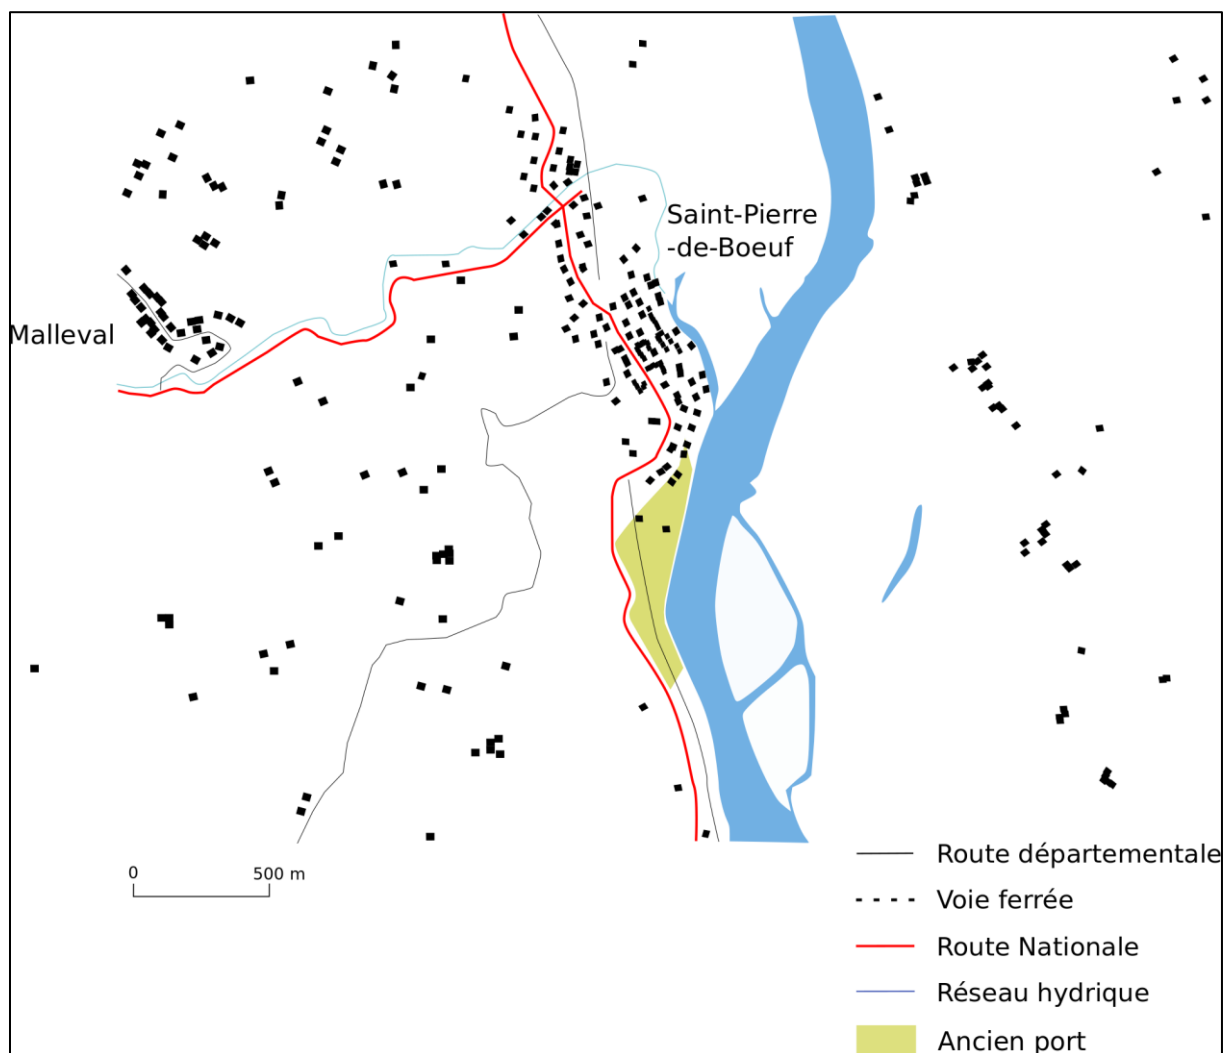 Saint-Pierre
-de-Boeuf
Malleval
0 500 m
Route départementale
Voie ferrée
Route Nationale
Réseau hydrique
Ancien port